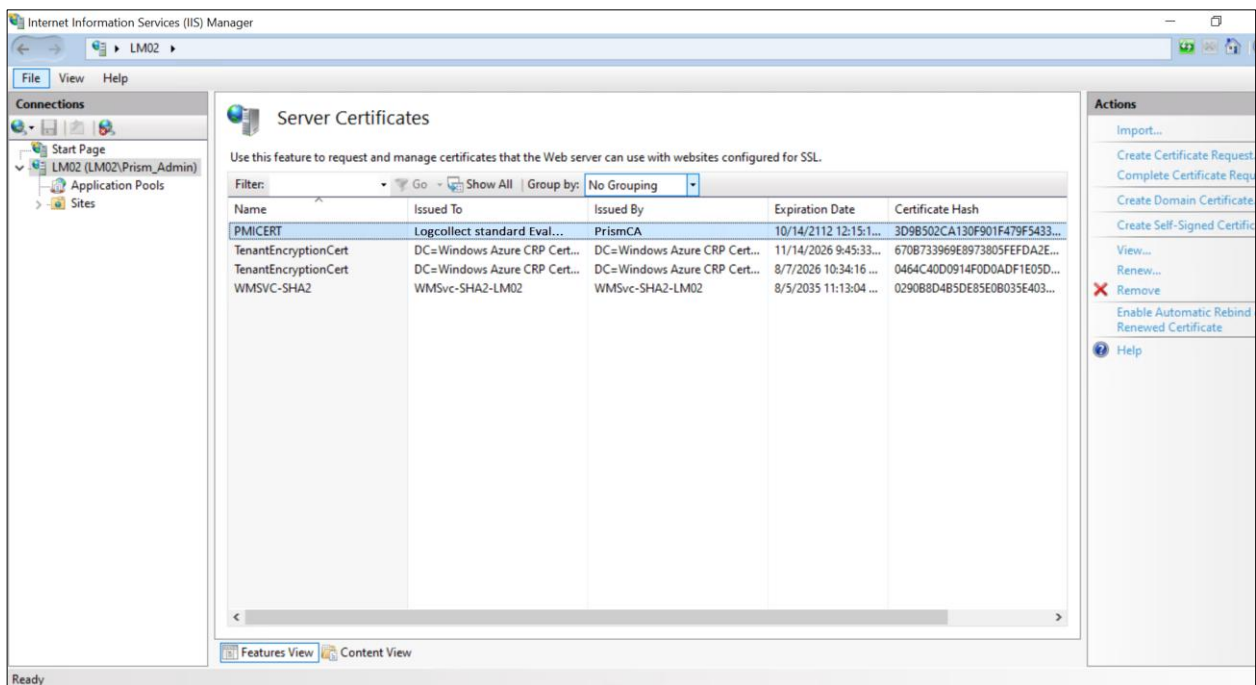 Internet Information Services (IIS) Manager
LM02
File View Help
Connections
Start Page
LM02 (LM02\Prism_Admin)
Application Pools
Sites
Server Certificates
Use this feature to request and manage certificates that the Web server can use with websites configured for SSL.
Filter: Go Show All Group by: No Grouping
Name Issued To Issued By Expiration Date Certificate Hash
PMICERT Logcollect standard Eval... PrismCA 10/14/2112 12:15:1... 3D9B502CA130F901F479F5433...
TenantEncryptionCert DC=Windows Azure CRP Cert... DC=Windows Azure CRP Cert... 11/14/2026 9:45:33... 670B733969E8973805FEFDA2E...
TenantEncryptionCert DC=Windows Azure CRP Cert... DC=Windows Azure CRP Cert... 8/7/2026 10:34:16 ... 0464C40D0914F0D0ADF1E05D...
WMSVC-SHA2 WMSvc-SHA2-LM02 WMSvc-SHA2-LM02 8/5/2035 11:13:04 ... 0290B8D4B5DE85E0B035E403...
Features View Content View
Ready
Actions
Import...
Create Certificate Request.
Complete Certificate Requ
Create Domain Certificate.
Create Self-Signed Certific
View...
Renew...
Remove
Enable Automatic Rebind
Renewed Certificate
Help